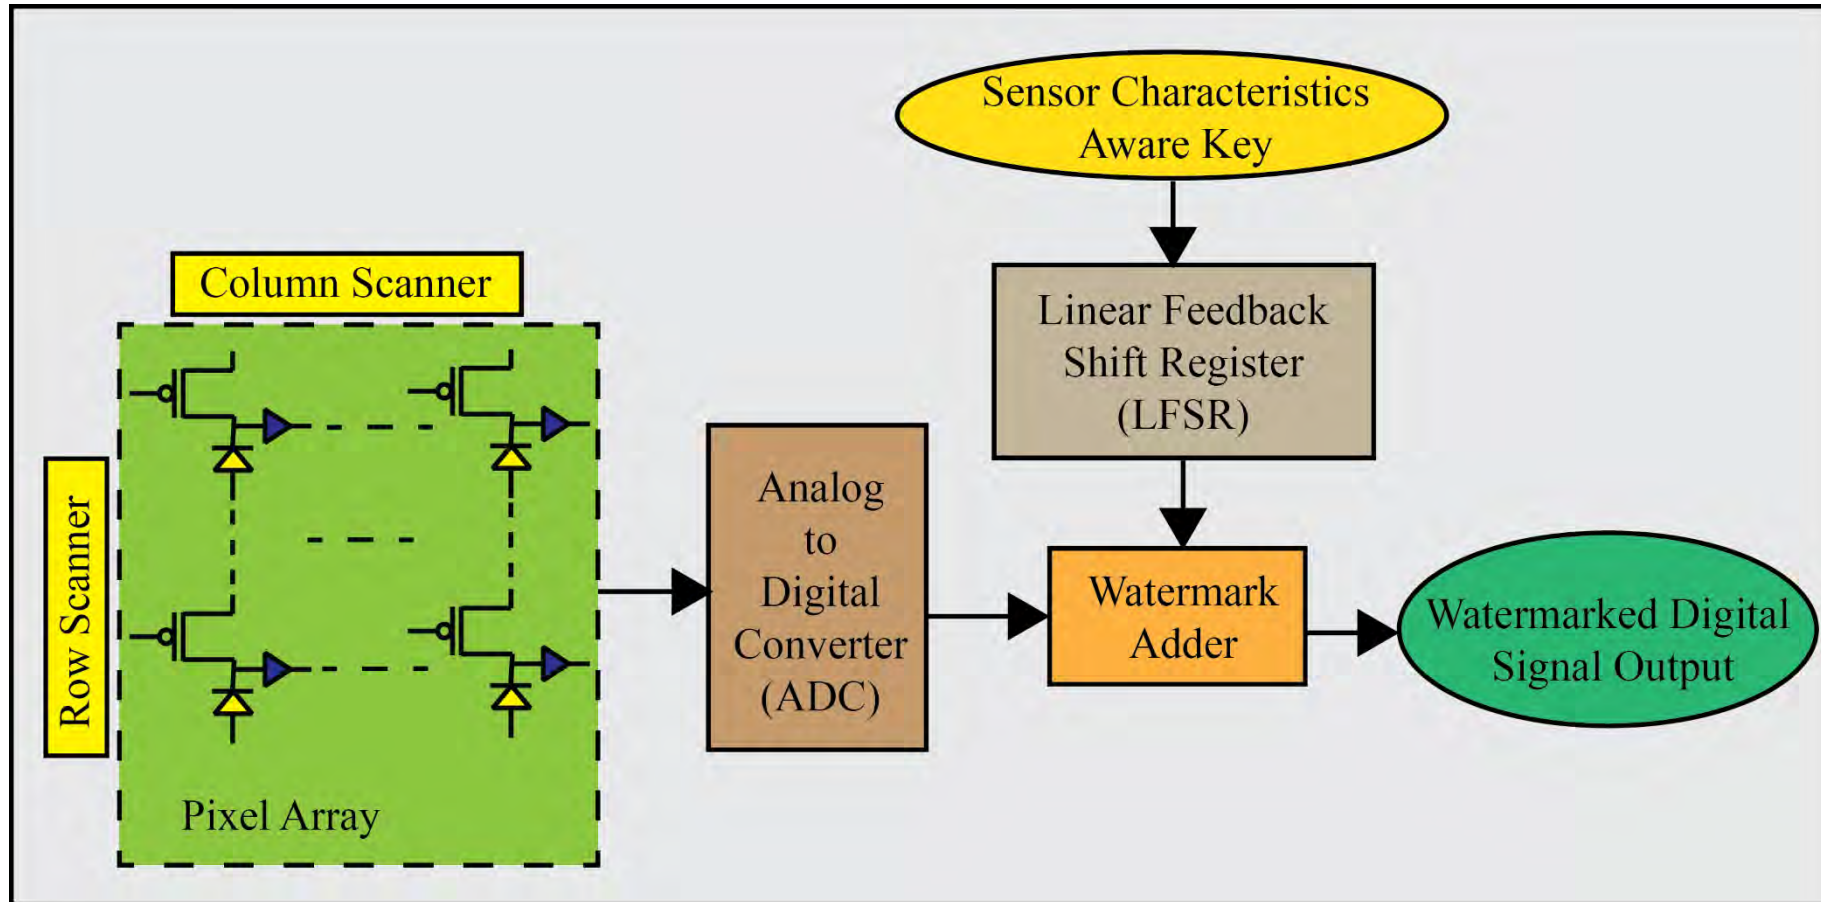 Sensor Characteristics
Aware Key
Column Scanner
Linear Feedback
Shift Register
(LFSR)
Row Scanner
Analog
to
Digital
Converter
(ADC)
Watermark
Adder
Watermarked Digital
Signal Output
Pixel Array